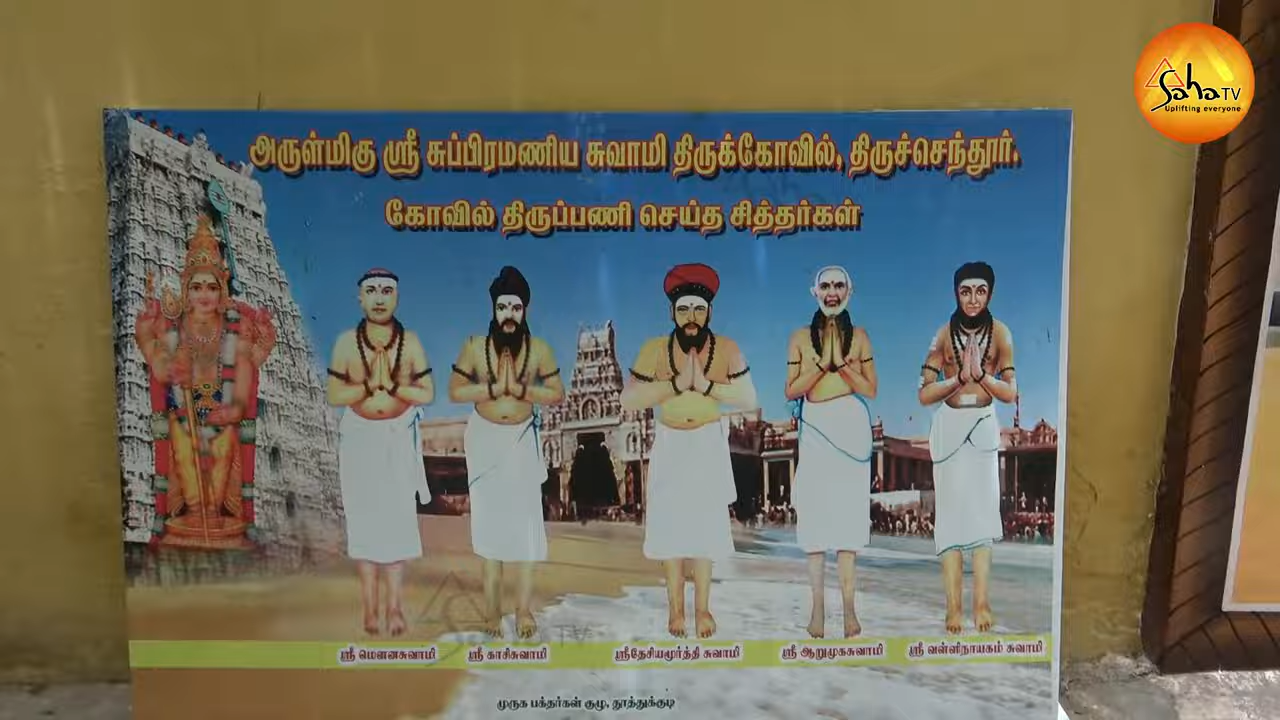 Saha TV
Uplifting everyone
அருள்மிகு ஸ்ரீ சுப்பிரமணிய சுவாமி திருக்கோவில், திருச்செந்தூர்.
கோவில் திருப்பணி செய்த சித்தர்கள்
ஸ்ரீ மௌனசுவாமி ஸ்ரீ காசிசுவாமி ஸ்ரீதேசியமூர்த்தி சுவாமி ஸ்ரீ ஆறுமுகசுவாமி ஸ்ரீ வள்ளிநாயகம் சுவாமி
முருக பக்தர்கள் குழு, தூத்துக்குடி